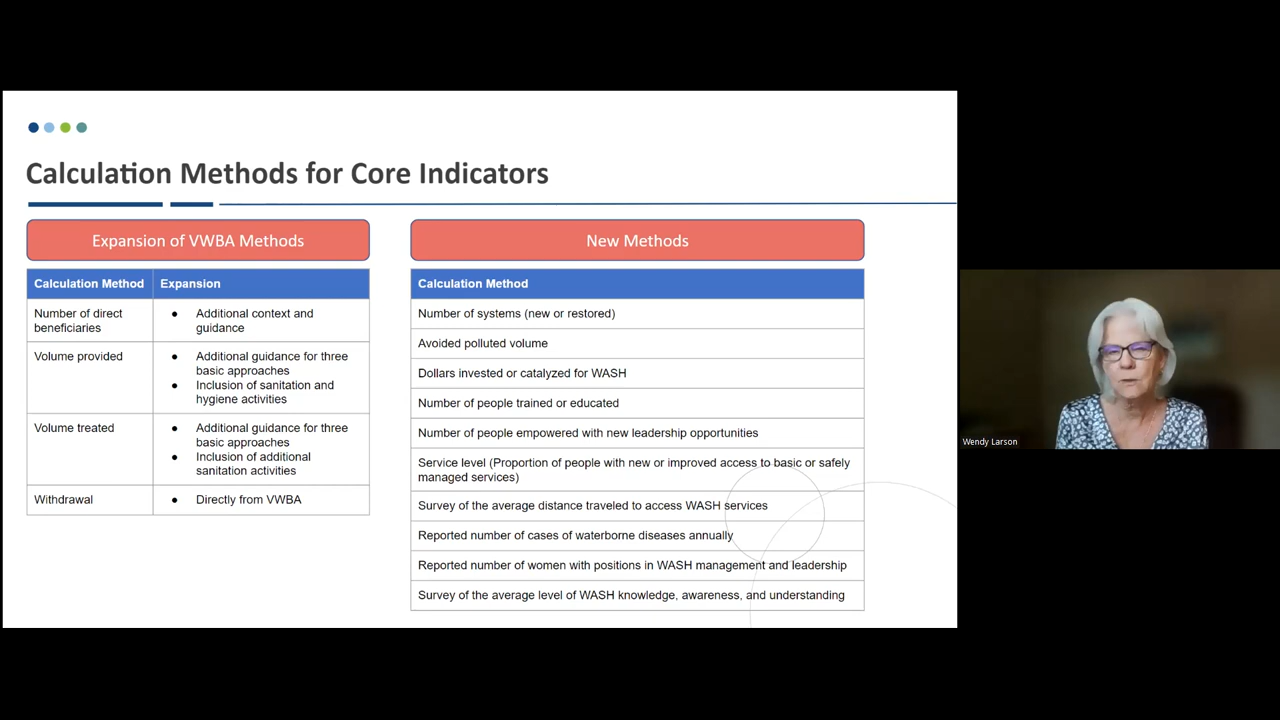 Calculation Methods for Core Indicators
Expansion of VWBA Methods
Calculation Method Expansion
Number of direct
beneficiaries
● Additional context and
guidance
Volume provided
● Additional guidance for three
basic approaches
● Inclusion of sanitation and
hygiene activities
Volume treated
● Additional guidance for three
basic approaches
● Inclusion of additional
sanitation activities
Withdrawal
● Directly from VWBA
New Methods
Calculation Method
Number of systems (new or restored)
Avoided polluted volume
Dollars invested or catalyzed for WASH
Number of people trained or educated
Number of people empowered with new leadership opportunities
Service level (Proportion of people with new or improved access to basic or safely
managed services)
Survey of the average distance traveled to access WASH services
Reported number of cases of waterborne diseases annually
Reported number of women with positions in WASH management and leadership
Survey of the average level of WASH knowledge, awareness, and understanding
Wendy Larson